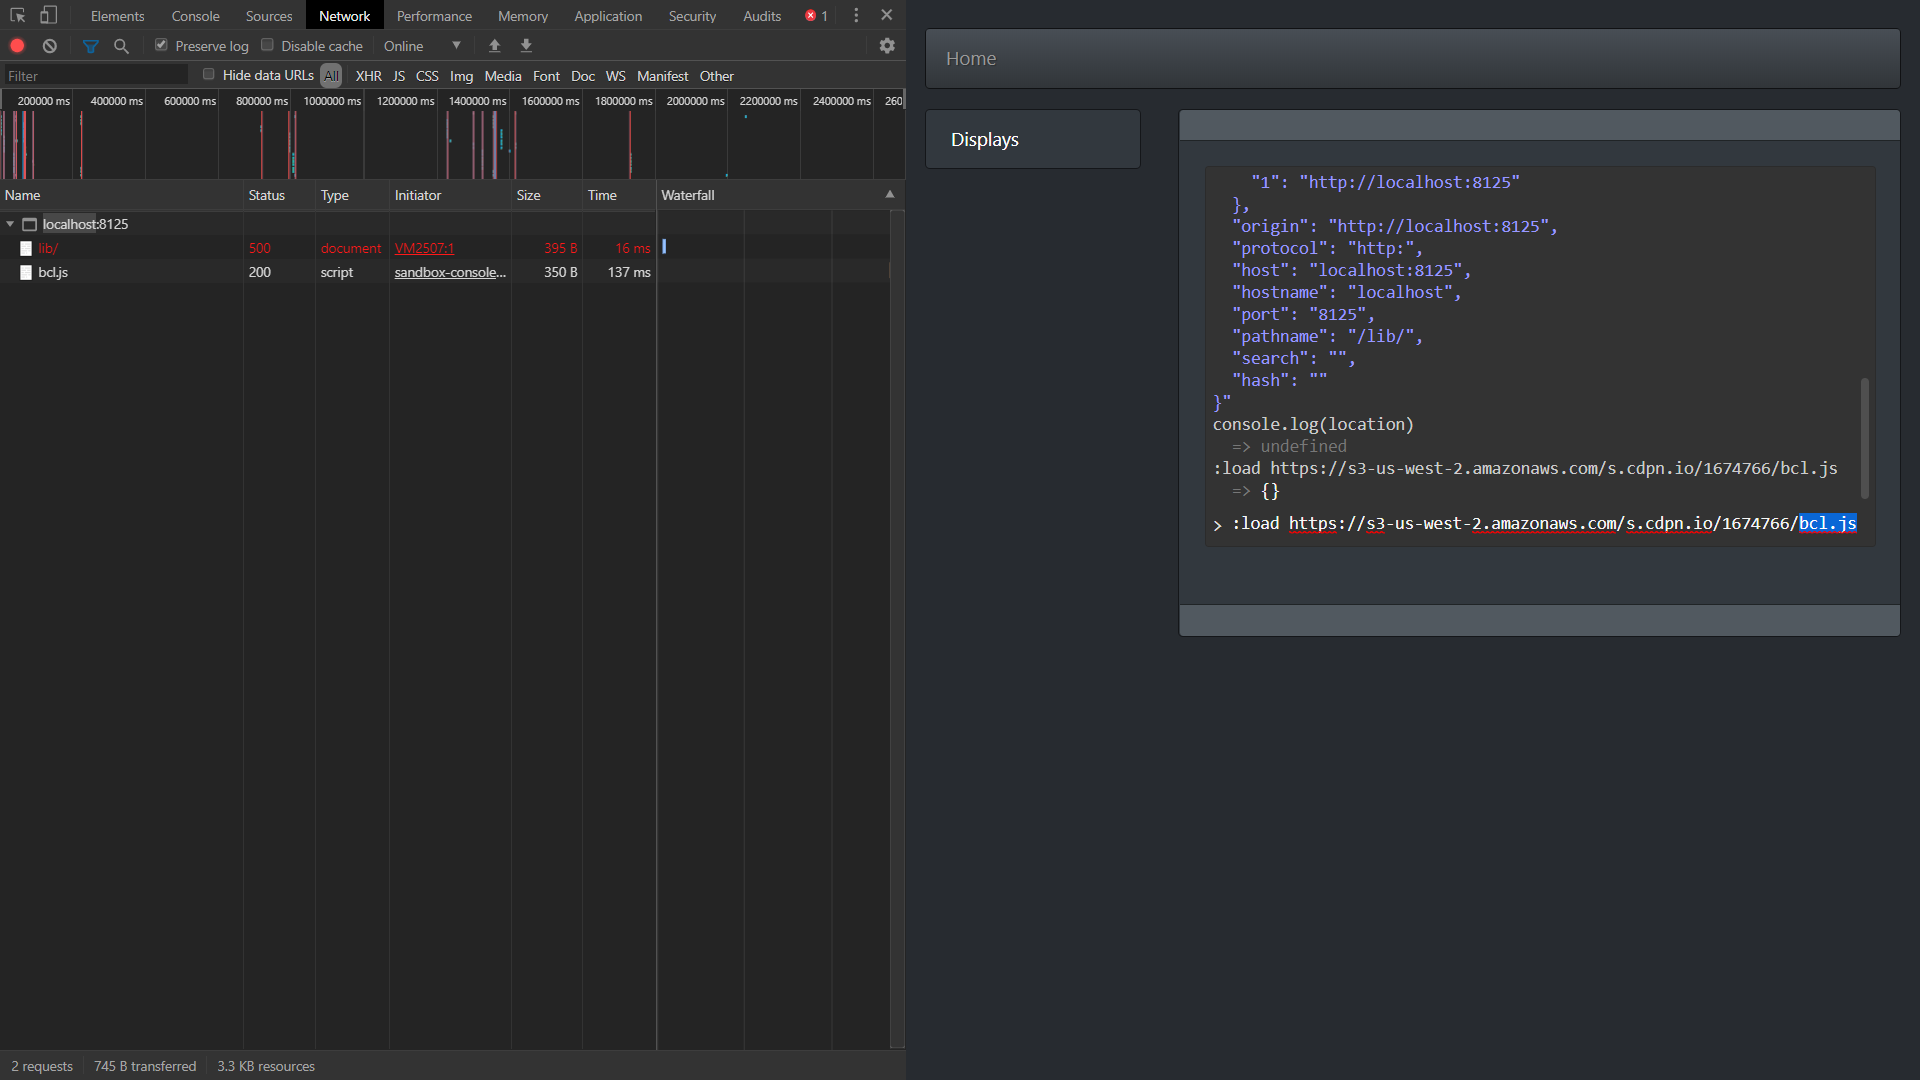 Elements Console Sources Network Performance Memory Application Security Audits 1
Preserve log Disable cache Online
Filter Hide data URLs All XHR JS CSS Img Media Font Doc WS Manifest Other
200000 ms 400000 ms 600000 ms 800000 ms 1000000 ms 1200000 ms 1400000 ms 1600000 ms 1800000 ms 2000000 ms 2200000 ms 2400000 ms 260
Name Status Type Initiator Size Time Waterfall
localhost:8125
lib/ 500 document VM2507:1 395 B 16 ms
bcl.js 200 script sandbox-console... 350 B 137 ms
2 requests 745 B transferred 3.3 KB resources
Home
Displays
"1": "http://localhost:8125"
},
"origin": "http://localhost:8125",
"protocol": "http:",
"host": "localhost:8125",
"hostname": "localhost",
"port": "8125",
"pathname": "/lib/",
"search": "",
"hash": ""
}"
console.log(location)
=> undefined
:load https://s3-us-west-2.amazonaws.com/s.cdpn.io/1674766/bcl.js
=> {}
> :load https://s3-us-west-2.amazonaws.com/s.cdpn.io/1674766/bcl.js